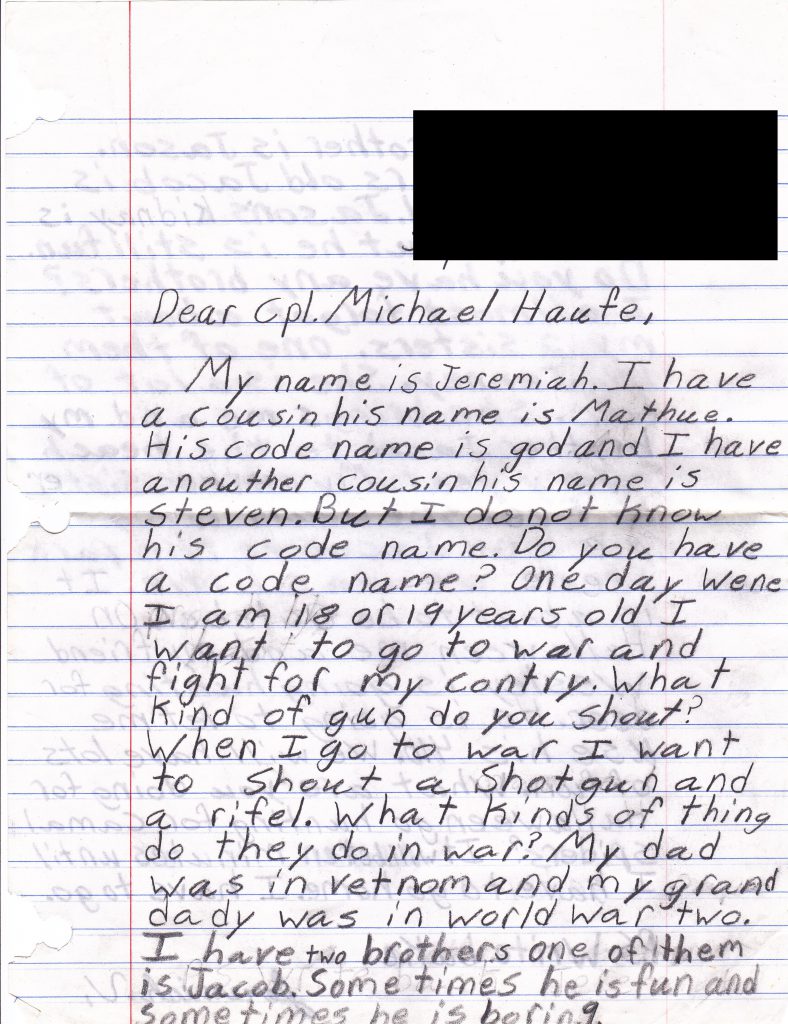 Dear Cpl. Michael Haufe,
My name is Jeremiah. I have
a cousin his name is Mathue.
His code name is god and I have
anouther cousin his name is
steven. But I do not know
his code name. Do you have
a code name? One day wene
I am 18 or 19 years old I
want to go to war and
fight for my contry. What
kind of gun do you shout?
When I go to war I want
to shout a shotgun and
a rifel. What kinds of thing
do they do in war? My dad
was in vetnom and my grand
dady was in world war two.
I have two brothers one of them
is Jacob. Some times he is fun and
some times he is boring.